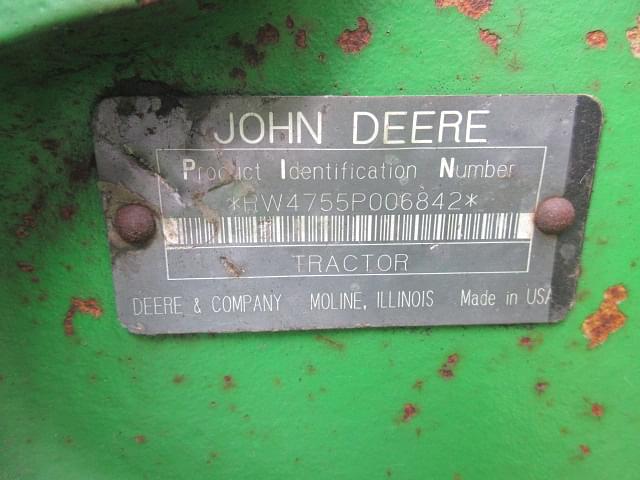 JOHN DEERE
Product Identification Number
*RW4755P006842*
TRACTOR
DEERE & COMPANY MOLINE, ILLINOIS Made in USA